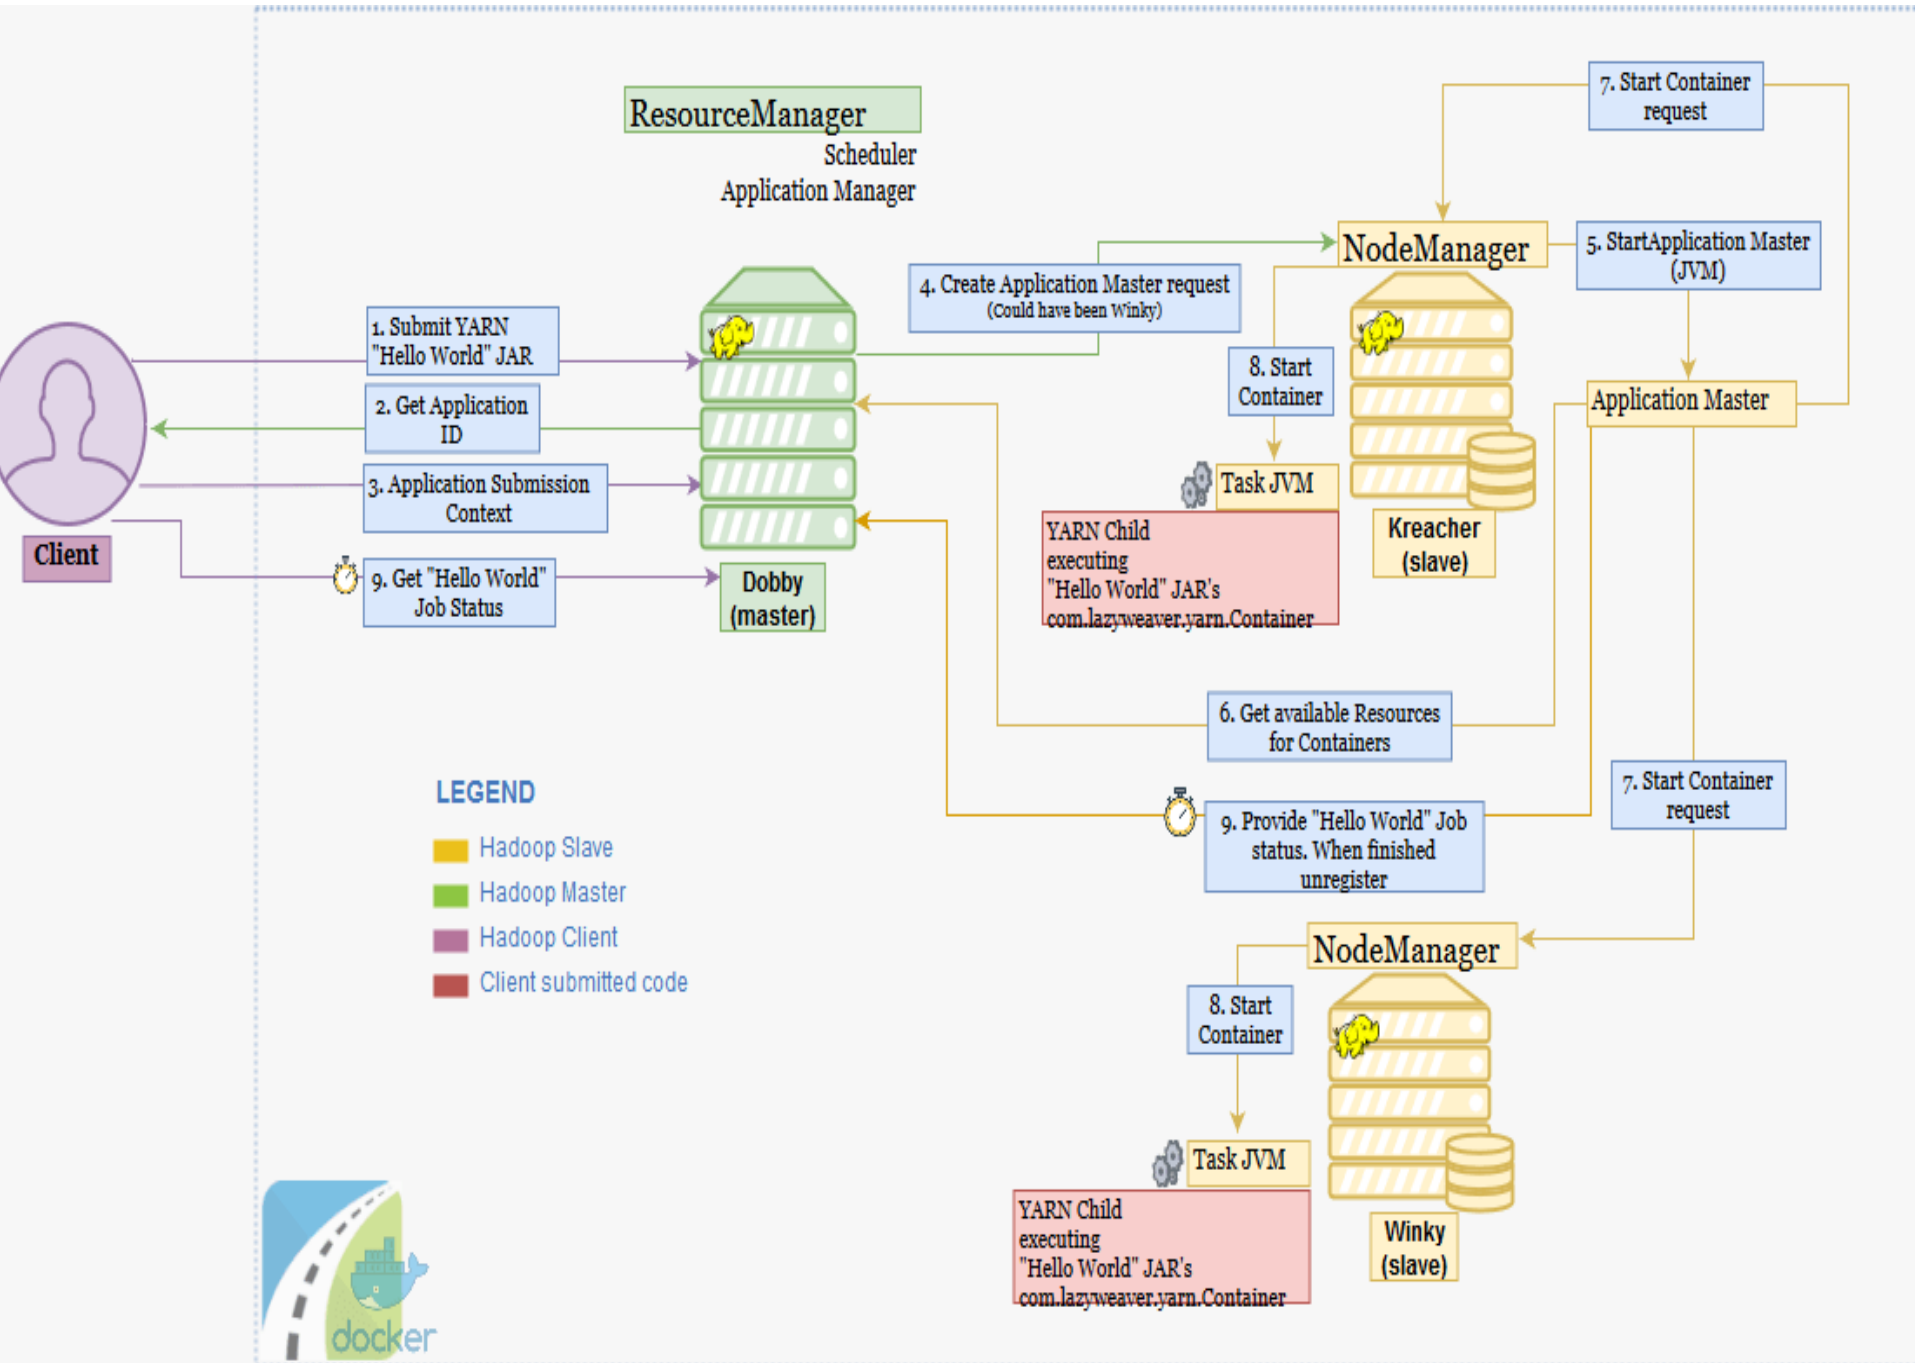 7. Start Container
request
ResourceManager
Scheduler
Application Manager
NodeManager
5. StartApplication Master
(JVM)
4. Create Application Master request
(Could have been Winky)
1. Submit YARN
"Hello World" JAR
2. Get Application
ID
3. Application Submission
Context
Client
9. Get "Hello World"
Job Status
Dobby
(master)
8. Start
Container
Application Master
Task JVM
YARN Child
executing
"Hello World" JAR's
com.lazyweaver.yarn.Container
Kreacher
(slave)
6. Get available Resources
for Containers
7. Start Container
request
9. Provide "Hello World" Job
status. When finished
unregister
LEGEND
Hadoop Slave
Hadoop Master
Hadoop Client
Client submitted code
NodeManager
8. Start
Container
Task JVM
YARN Child
executing
"Hello World" JAR's
com.lazyweaver.yarn.Container
Winky
(slave)
docker